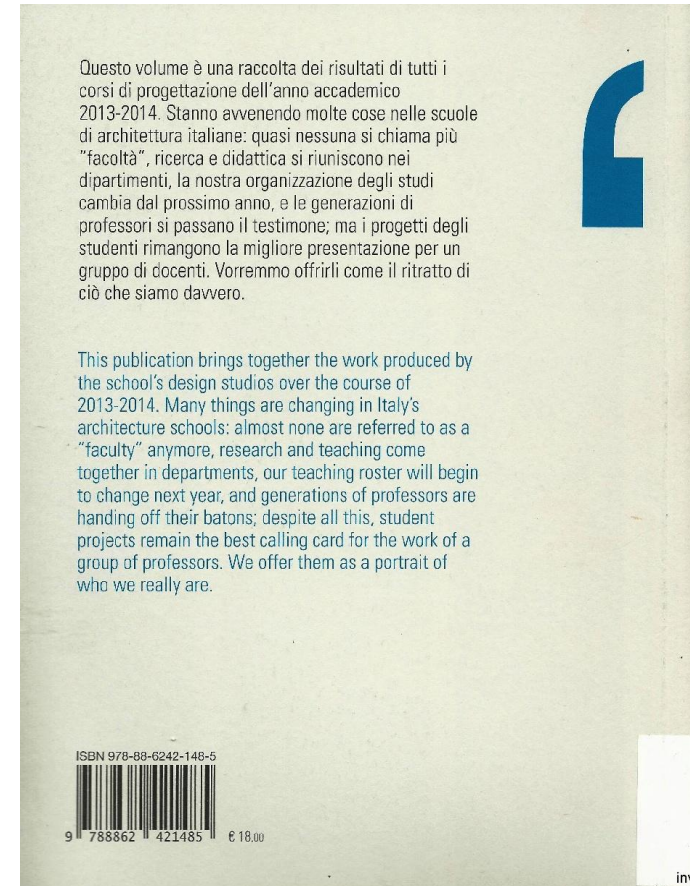 Questo volume è una raccolta dei risultati di tutti i
corsi di progettazione dell'anno accademico
2013-2014. Stanno avvenendo molte cose nelle scuole
di architettura italiane: quasi nessuna si chiama più
"facoltà", ricerca e didattica si riuniscono nei
dipartimenti, la nostra organizzazione degli studi
cambia dal prossimo anno, e le generazioni di
professori si passano il testimone; ma i progetti degli
studenti rimangono la migliore presentazione per un
gruppo di docenti. Vorremmo offrirli come il ritratto di
ciò che siamo davvero.
This publication brings together the work produced by
the school's design studios over the course of
2013-2014. Many things are changing in Italy's
architecture schools: almost none are referred to as a
"faculty" anymore, research and teaching come
together in departments, our teaching roster will begin
to change next year, and generations of professors are
handing off their batons; despite all this, student
projects remain the best calling card for the work of a
group of professors. We offer them as a portrait of
who we really are.
ISBN 978-88-6242-148-5
9 788862 421485 € 18,00